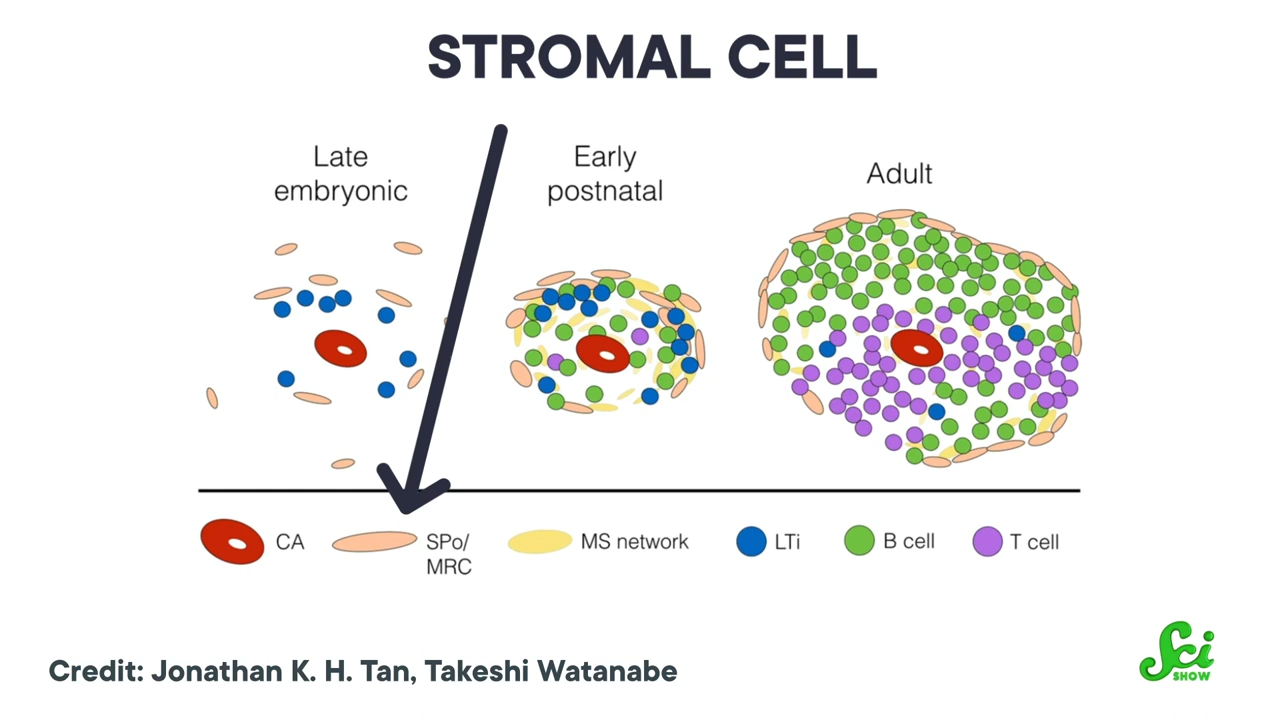 STROMAL CELL
Late
embryonic
Early
postnatal
Adult
CA
SPo/
MRC
MS network
LTi
B cell
T cell
Credit: Jonathan K. H. Tan, Takeshi Watanabe
Sci
SHOW